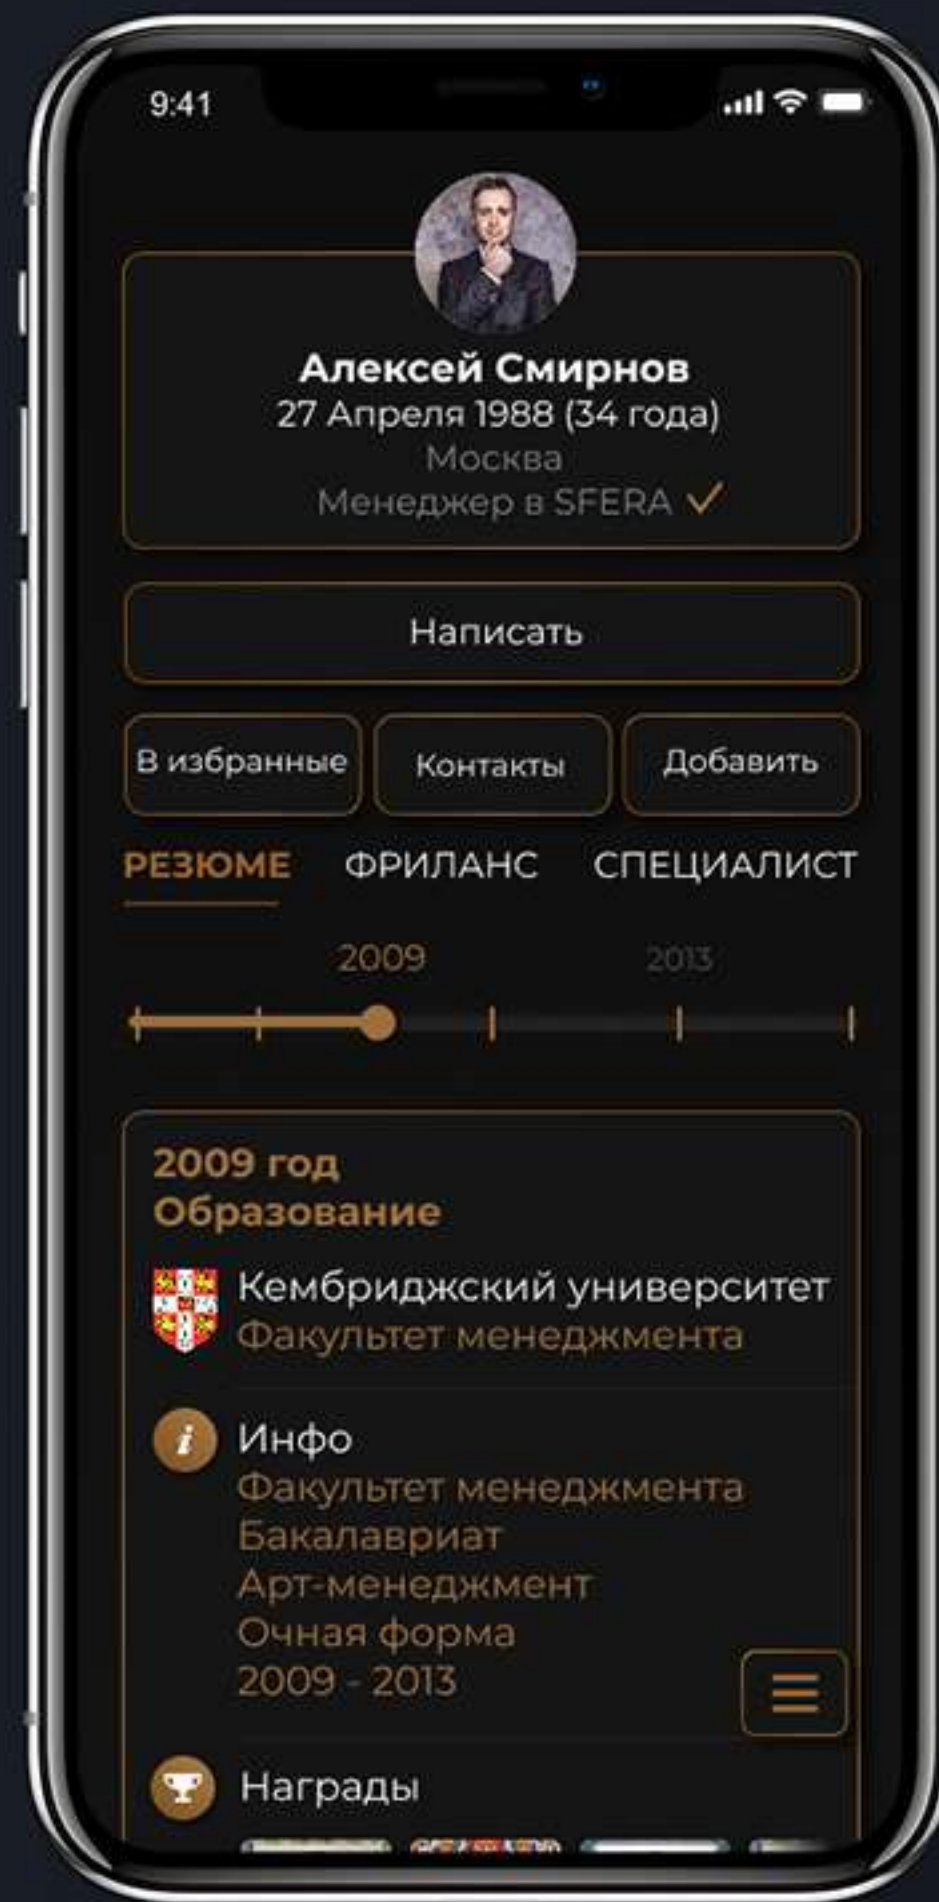 9:41
Алексей Смирнов
27 Апреля 1988 (34 года)
Москва
Менеджер в SFERA
Написать
В избранные
Контакты
Добавить
РЕЗЮМЕ
ФРИЛАНС
СПЕЦИАЛИСТ
2009
2013
2009 год
Образование
Кембриджский университет
Факультет менеджмента
i
Инфо
Факультет менеджмента
Бакалавриат
Арт-менеджмент
Очная форма
2009 - 2013
Награды